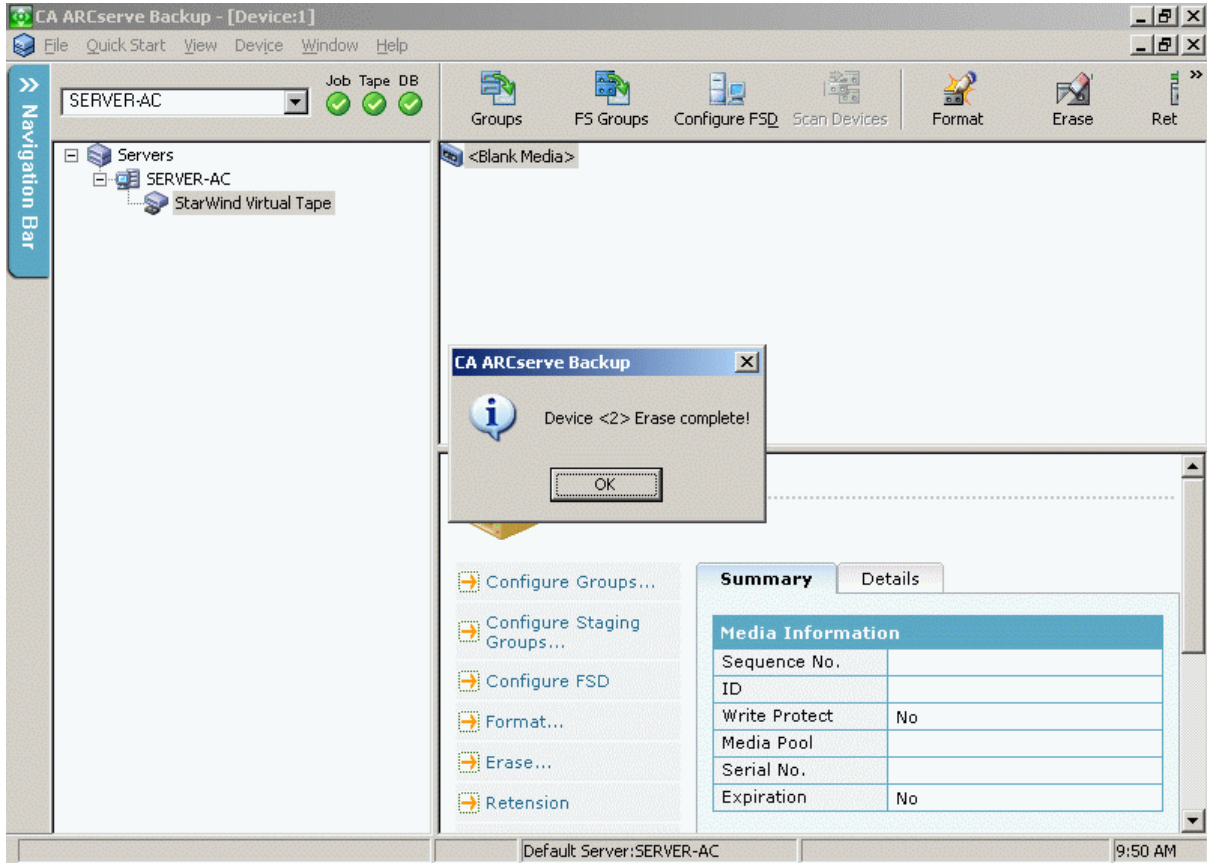 CA ARCserve Backup - [Device:1]
File Quick Start View Device Window Help
Navigation Bar
SERVER-AC
Job Tape DB
Groups
FS Groups
Configure FSD
Scan Devices
Format
Erase
Ret
Servers
SERVER-AC
StarWind Virtual Tape
<Blank Media>
CA ARCserve Backup
Device <2> Erase complete!
OK
Configure Groups...
Configure Staging
Groups...
Configure FSD
Format...
Erase...
Retension
Summary Details
Media Information
Sequence No.
ID
Write Protect No
Media Pool
Serial No.
Expiration No
Default Server:SERVER-AC
9:50 AM